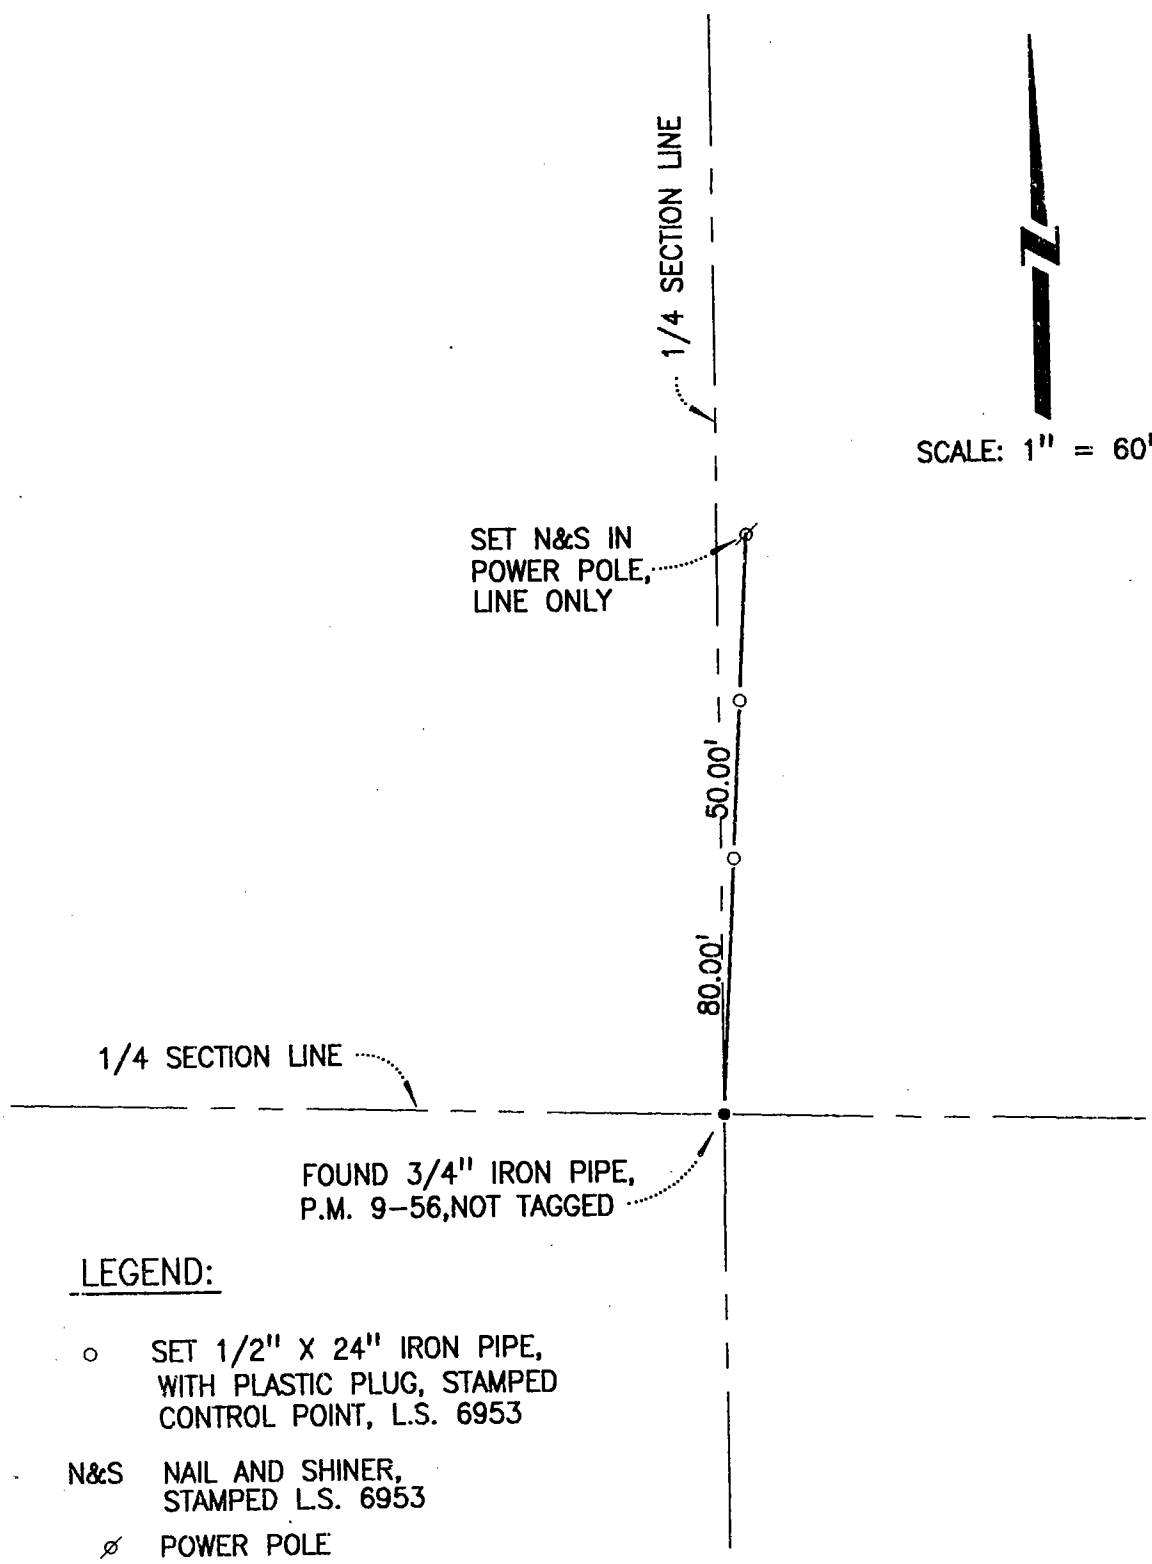 1/4 SECTION LINE
Z
SCALE: 1" = 60'
SET N&S IN
POWER POLE,
LINE ONLY
50.00'
80.00'
1/4 SECTION LINE
FOUND 3/4" IRON PIPE,
P.M. 9-56,NOT TAGGED
LEGEND:
SET 1/2" X 24" IRON PIPE,
WITH PLASTIC PLUG, STAMPED
CONTROL POINT, L.S. 6953
N&S NAIL AND SHINER,
STAMPED L.S. 6953
POWER POLE